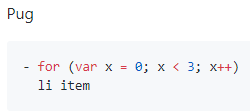 Pug
- for (var x = 0; x < 3; x++)
li item